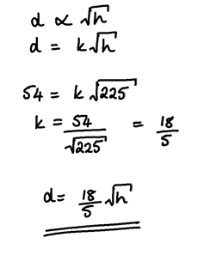 d ∝ √h
d = k√h
54 = k√225
k = 54/√225 = 18/5
d = 18/5 √h